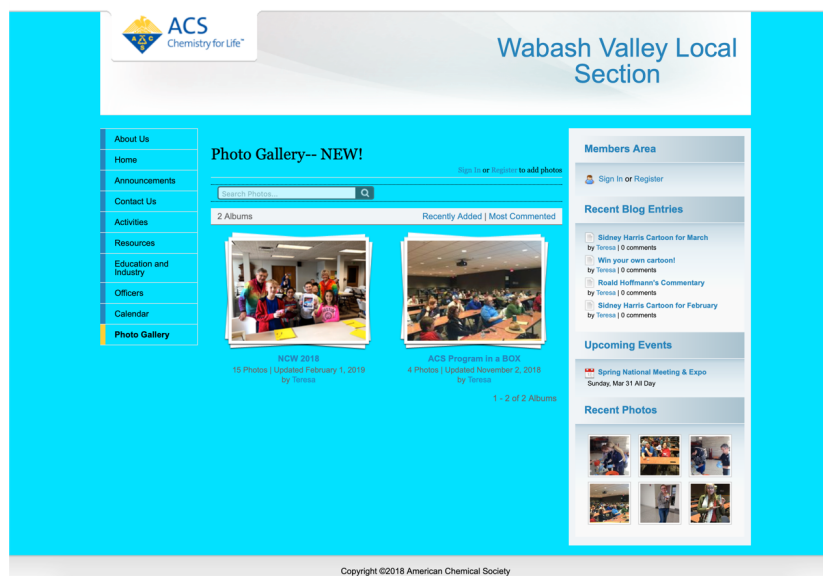 ACS
Chemistry for Life™
Wabash Valley Local
Section
About Us
Home
Announcements
Contact Us
Activities
Resources
Education and
Industry
Officers
Calendar
Photo Gallery
Photo Gallery-- NEW!
Sign In or Register to add photos
Search Photos...
2 Albums
Recently Added | Most Commented
NCW 2018
15 Photos | Updated February 1, 2019
by Teresa
ACS Program in a BOX
4 Photos | Updated November 2, 2018
by Teresa
1 - 2 of 2 Albums
Members Area
Sign In or Register
Recent Blog Entries
Sidney Harris Cartoon for March
by Teresa | 0 comments
Win your own cartoon!
by Teresa | 0 comments
Roald Hoffmann's Commentary
by Teresa | 0 comments
Sidney Harris Cartoon for February
by Teresa | 0 comments
Upcoming Events
Spring National Meeting & Expo
Sunday, Mar 31 All Day
Recent Photos
Copyright ©2018 American Chemical Society